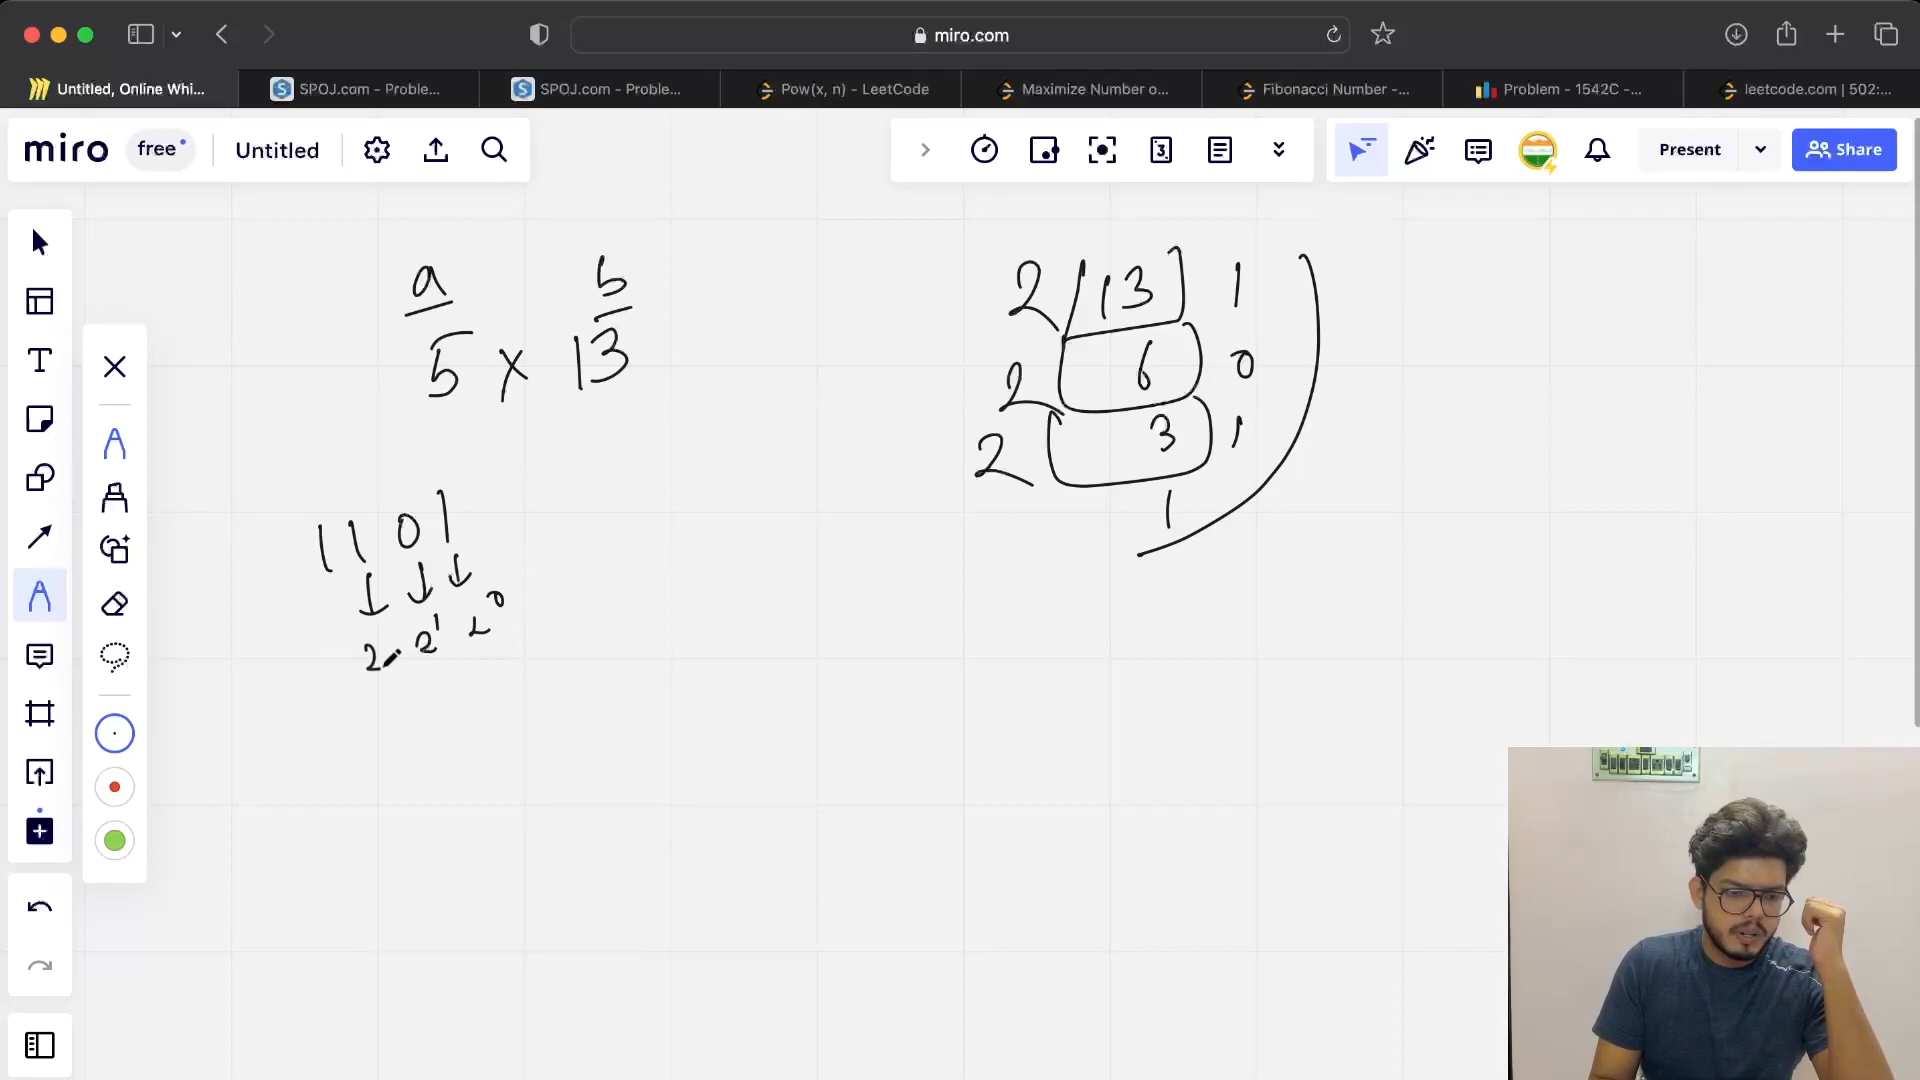 miro.com
Untitled, Online Whi...
SPOJ.com - Proble...
SPOJ.com - Proble...
Pow(x, n) - LeetCode
Maximize Number o...
Fibonacci Number -...
Problem - 1542C -...
leetcode.com | 502:...
miro free Untitled
3
Present
Share
a b
5 x 13
2 13 1
2 6 0
2 3 1
1
1 1 0 1
2 2¹ 2⁰